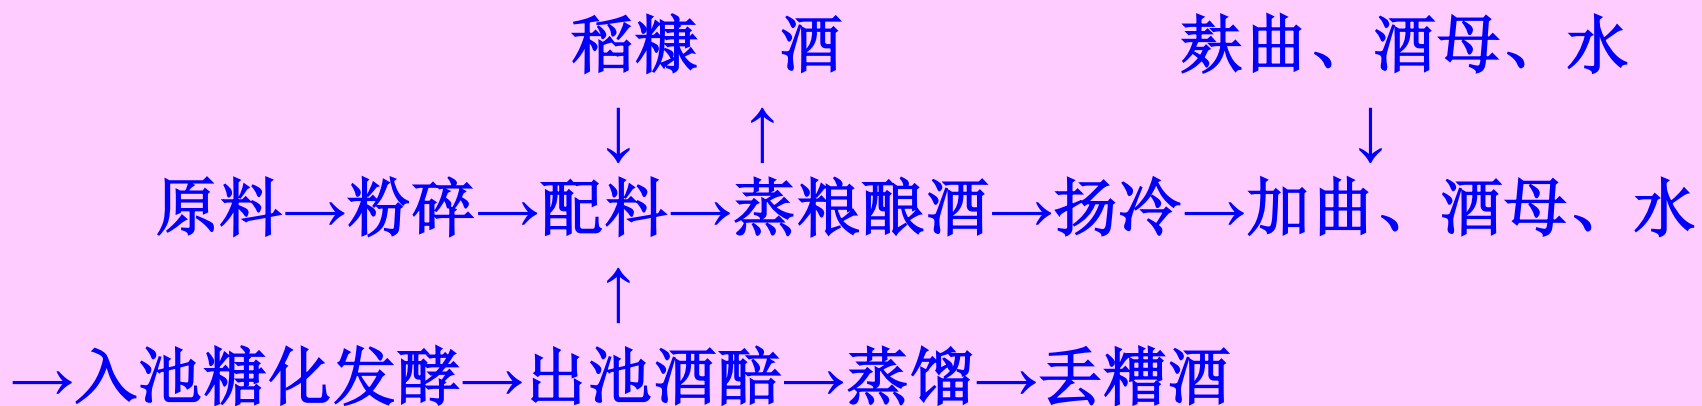 稻糠 酒 麸曲、酒母、水
↓ ↑ ↓
原料→粉碎→配料→蒸粮酿酒→扬冷→加曲、酒母、水
↑
→入池糖化发酵→出池酒醅→蒸馏→丢糟酒